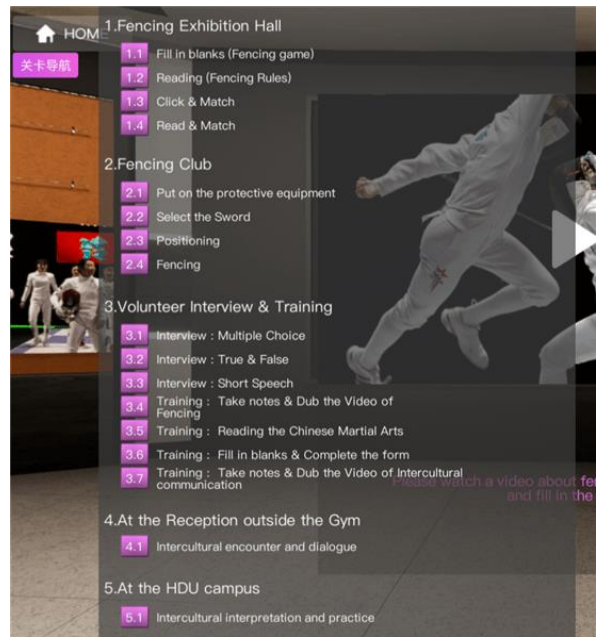 HOME
关卡导航
1.Fencing Exhibition Hall
1.1 Fill in blanks (Fencing game)
1.2 Reading (Fencing Rules)
1.3 Click & Match
1.4 Read & Match
2.Fencing Club
2.1 Put on the protective equipment
2.2 Select the Sword
2.3 Positioning
2.4 Fencing
3.Volunteer Interview & Training
3.1 Interview : Multiple Choice
3.2 Interview : True & False
3.3 Interview : Short Speech
3.4 Training : Take notes & Dub the Video of
Fencing
3.5 Training : Reading the Chinese Martial Arts
3.6 Training : Fill in blanks & Complete the form
3.7 Training : Take notes & Dub the Video of Intercultural
communication
Please watch a video about fen
and fill in the
4.At the Reception outside the Gym
4.1 Intercultural encounter and dialogue
5.At the HDU campus
5.1 Intercultural interpretation and practice